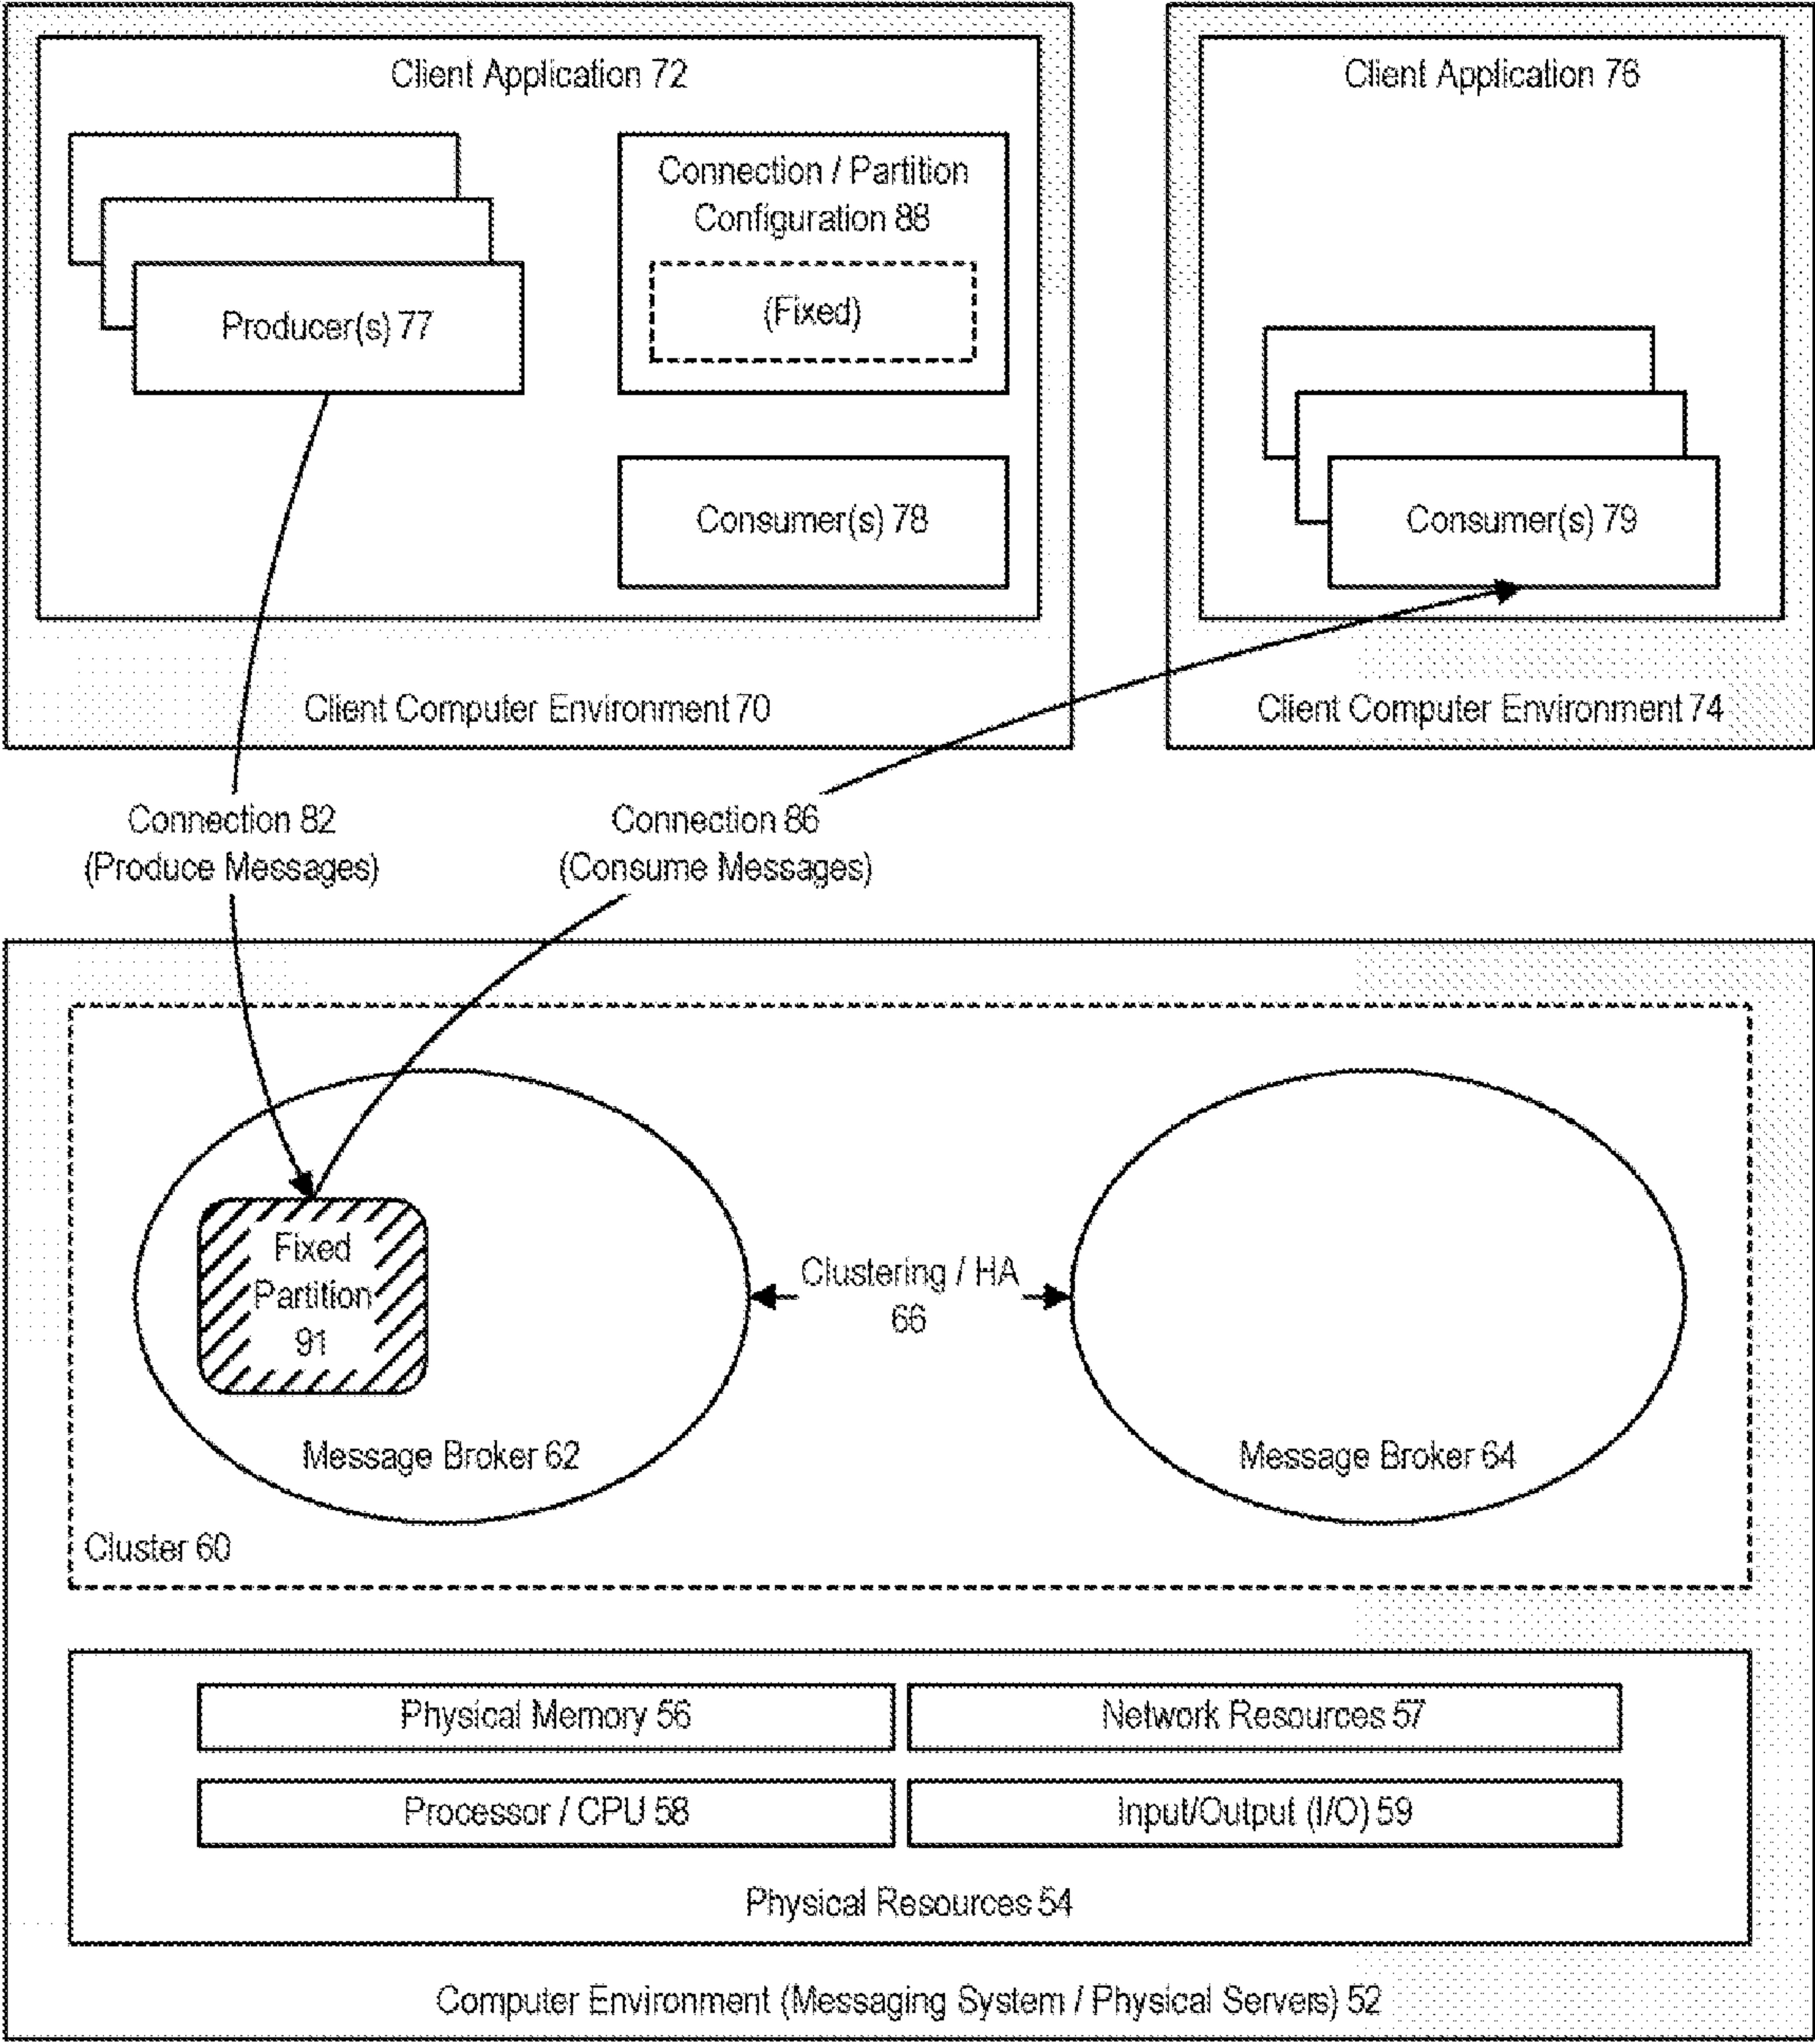 Client Application 72
Connection / Partition
Configuration 88
(Fixed)
Producer(s) 77
Consumer(s) 78
Client Computer Environment 70
Client Application 76
Consumer(s) 79
Client Computer Environment 74
Connection 82
(Produce Messages)
Connection 86
(Consume Messages)
Fixed
Partition
91
Message Broker 62
Clustering / HA
66
Message Broker 64
Cluster 60
Physical Memory 56
Network Resources 57
Processor / CPU 58
Input/Output (I/O) 59
Physical Resources 54
Computer Environment (Messaging System / Physical Servers) 52